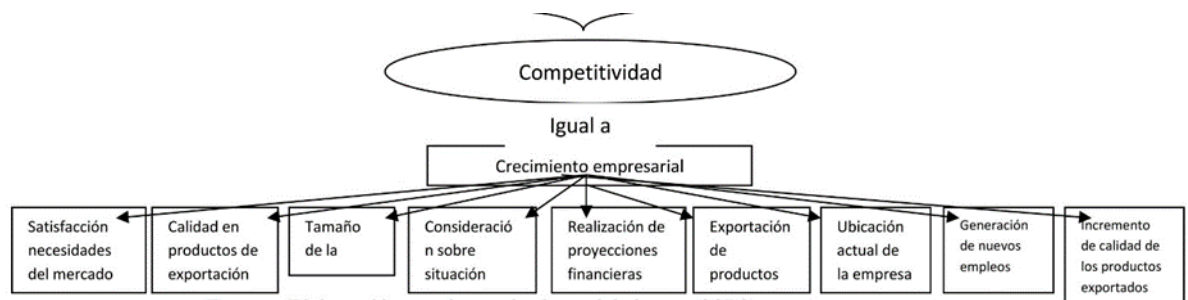 Competitividad
Igual a
Crecimiento empresarial
Satisfacción
necesidades
del mercado
Calidad en
productos de
exportación
Tamaño
de la
Consideració
n sobre
situación
Realización de
proyecciones
financieras
Exportación
de
productos
Ubicación
actual de
la empresa
Generación
de nuevos
empleos
Incremento
de calidad de
los productos
exportados